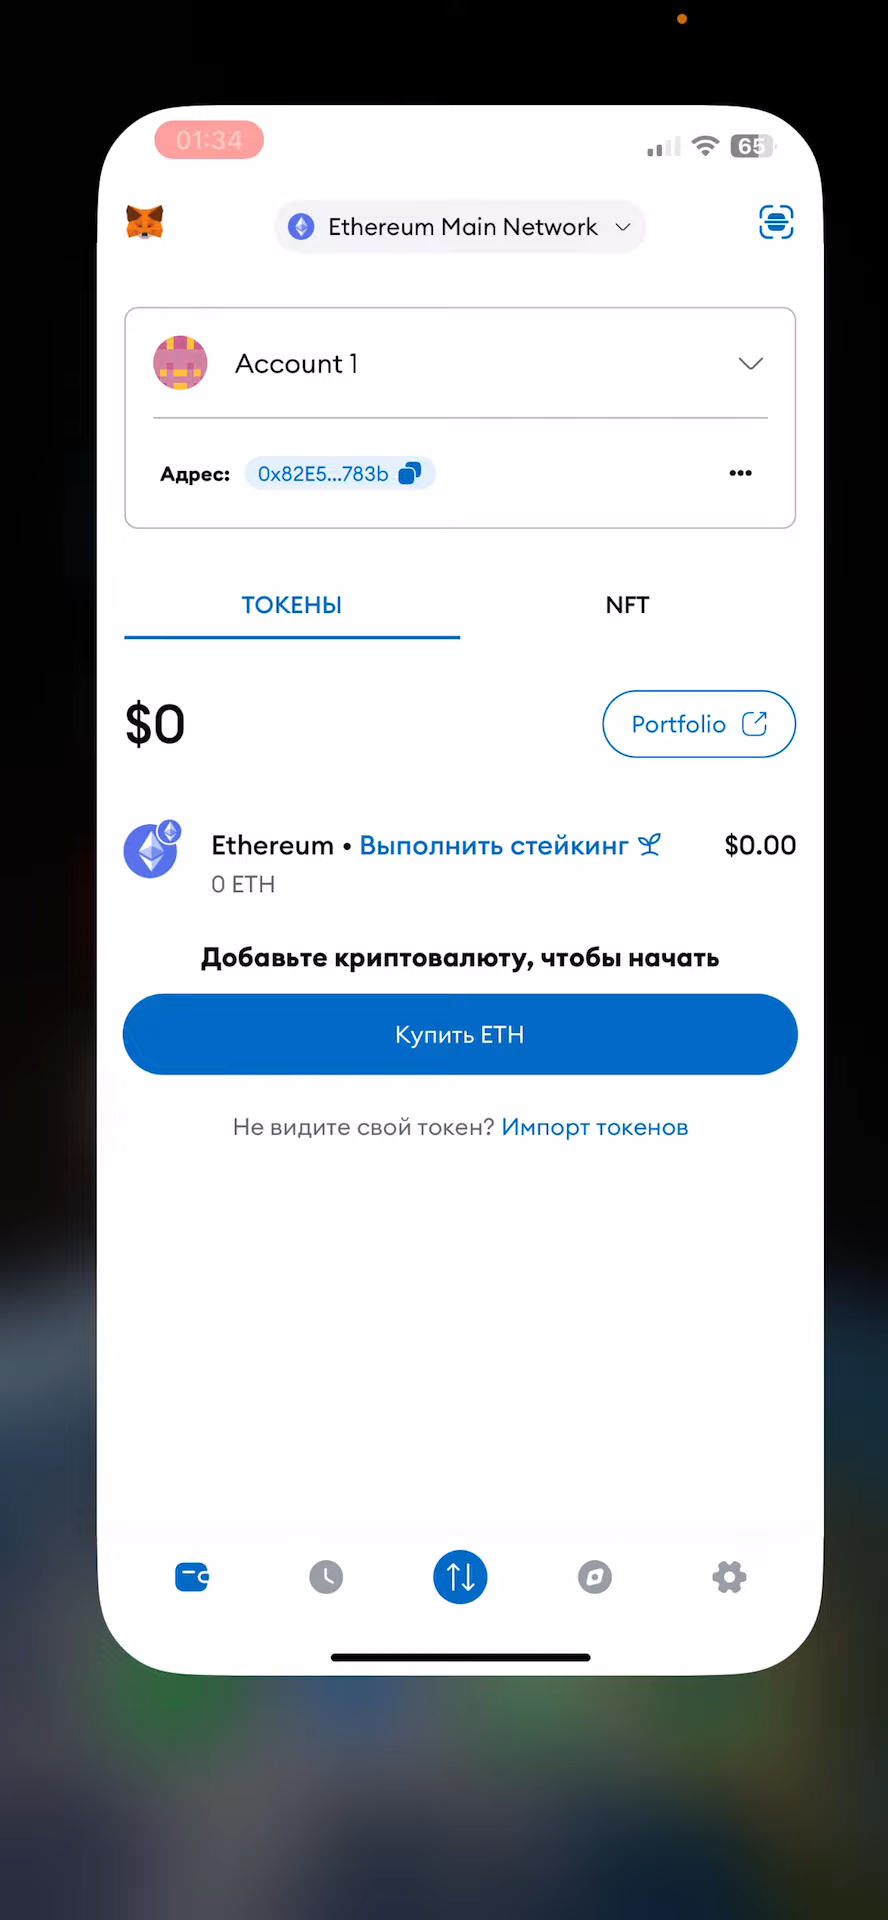 01:34
65
Ethereum Main Network
Account 1
Адрес: 0x82E5...783b
ТОКЕНЫ NFT
$0 Portfolio
Ethereum • Выполнить стейкинг $0.00
0 ETH
Добавьте криптовалюту, чтобы начать
Купить ETH
Не видите свой токен? Импорт токенов